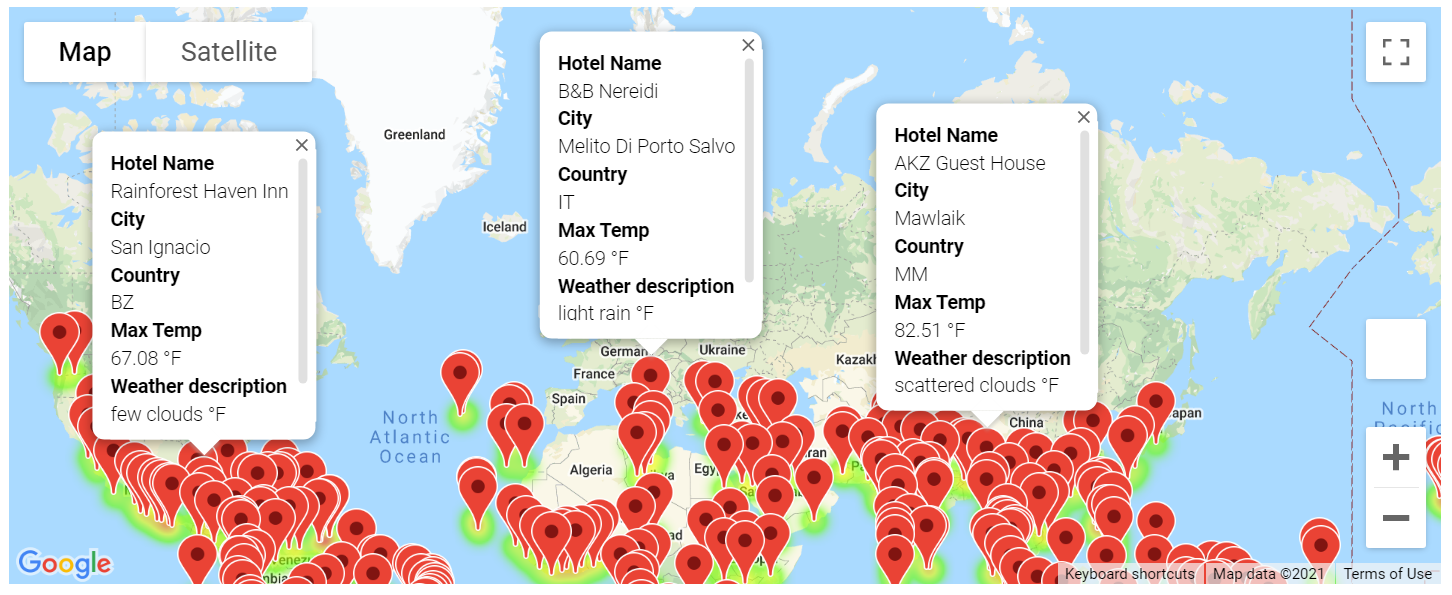 Map
Satellite
Greenland
Iceland
Hotel Name
Rainforest Haven Inn
City
San Ignacio
Country
BZ
Max Temp
67.08 °F
Weather description
few clouds °F
Hotel Name
B&B Nereidi
City
Melito Di Porto Salvo
Country
IT
Max Temp
60.69 °F
Weather description
light rain °F
Hotel Name
AKZ Guest House
City
Mawlaik
Country
MM
Max Temp
82.51 °F
Weather description
scattered clouds °F
German
Ukraine
France
Kazakh
Spain
North
Atlantic
Ocean
China
apan
North
Pacific
Algeria
ya
Egy
ran
Google
Keyboard shortcuts
Map data ©2021
Terms of Use